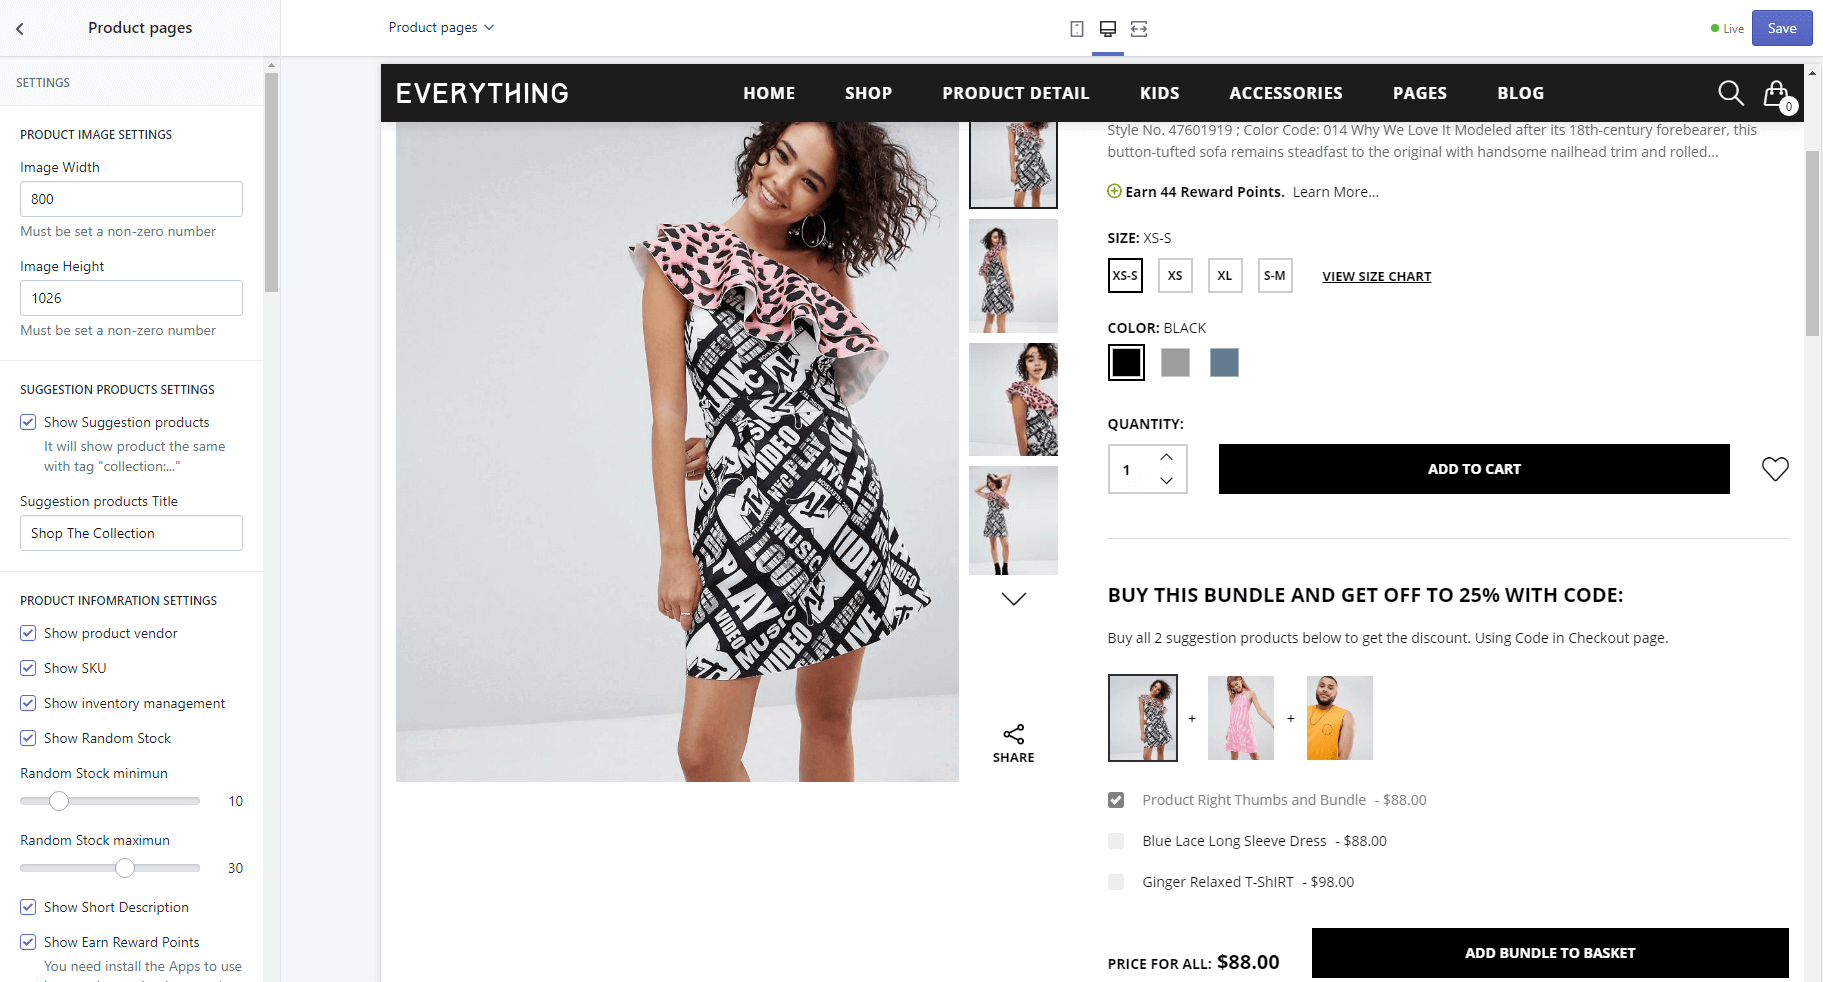 Product pages
Product pages
Live
Save
SETTINGS
PRODUCT IMAGE SETTINGS
Image Width
800
Must be set a non-zero number
Image Height
1026
Must be set a non-zero number
SUGGESTION PRODUCTS SETTINGS
Show Suggestion products
It will show product the same
with tag "collection:..."
Suggestion products Title
Shop The Collection
PRODUCT INFOMRATION SETTINGS
Show product vendor
Show SKU
Show inventory management
Show Random Stock
Random Stock minimun
10
Random Stock maximun
30
Show Short Description
Show Earn Reward Points
You need install the Apps to use
EVERYTHING
HOME SHOP PRODUCT DETAIL KIDS ACCESSORIES PAGES BLOG
0
Style No. 47601919 ; Color Code: 014 Why We Love It Modeled after its 18th-century forebearer, this
button-tufted sofa remains steadfast to the original with handsome nailhead trim and rolled...
Earn 44 Reward Points. Learn More...
SIZE: XS-S
XS-S XS XL S-M VIEW SIZE CHART
COLOR: BLACK
QUANTITY:
1
ADD TO CART
SHARE
BUY THIS BUNDLE AND GET OFF TO 25% WITH CODE:
Buy all 2 suggestion products below to get the discount. Using Code in Checkout page.
+ +
Product Right Thumbs and Bundle - $88.00
Blue Lace Long Sleeve Dress - $88.00
Ginger Relaxed T-ShIRT - $98.00
PRICE FOR ALL: $88.00
ADD BUNDLE TO BASKET